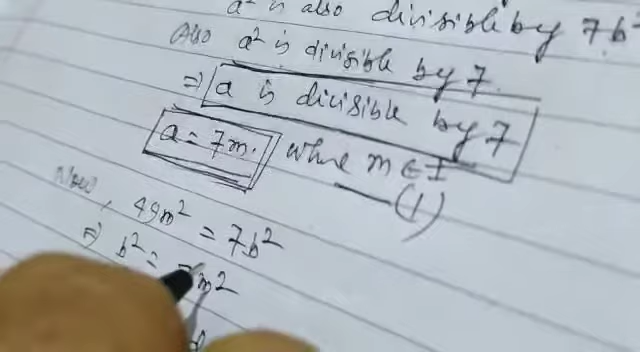 a² is also divisible by 7b²
Also a² is divisible by 7.
⇒ a is divisible by 7
a = 7m. where m ∈ I
(1)
Now, 49m² = 7b²
⇒ b² = 7m²